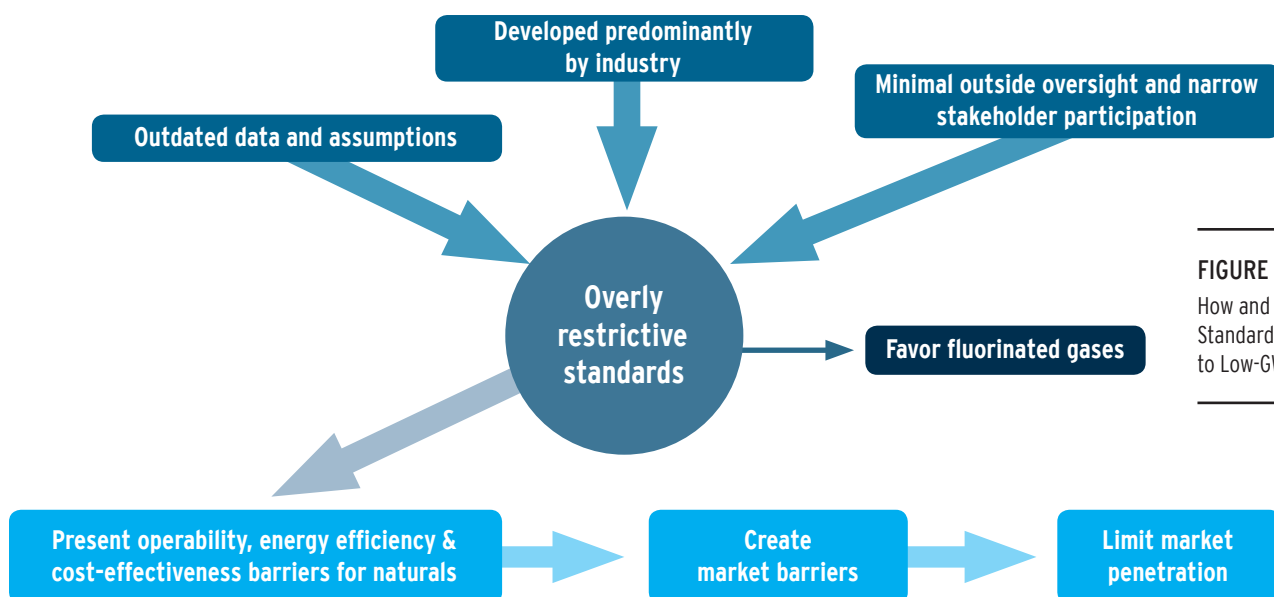 Developed predominantly
by industry
Minimal outside oversight and narrow
stakeholder participation
Outdated data and assumptions
Overly
restrictive
standards
Favor fluorinated gases
FIGURE
How and
Standard
to Low-G
Present operability, energy efficiency &
cost-effectiveness barriers for naturals
Create
market barriers
Limit market
penetration